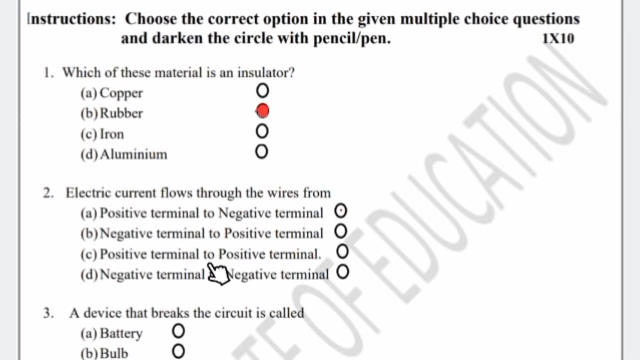 Instructions: Choose the correct option in the given multiple choice questions
and darken the circle with pencil/pen. 1X10
1. Which of these material is an insulator?
(a) Copper
(b) Rubber
(c) Iron
(d) Aluminium
2. Electric current flows through the wires from
(a) Positive terminal to Negative terminal
(b) Negative terminal to Positive terminal
(c) Positive terminal to Positive terminal.
(d) Negative terminal Negative terminal
3. A device that breaks the circuit is called
(a) Battery
(b) Bulb
OF EDUCATION